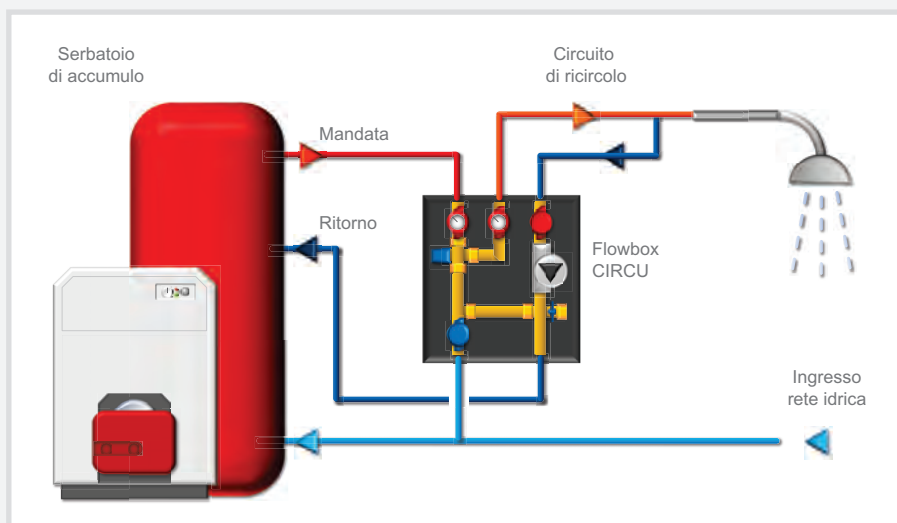 Serbatoio
di accumulo
Circuito
di ricircolo
Mandata
Ritorno
Flowbox
CIRCU
Ingresso
rete idrica